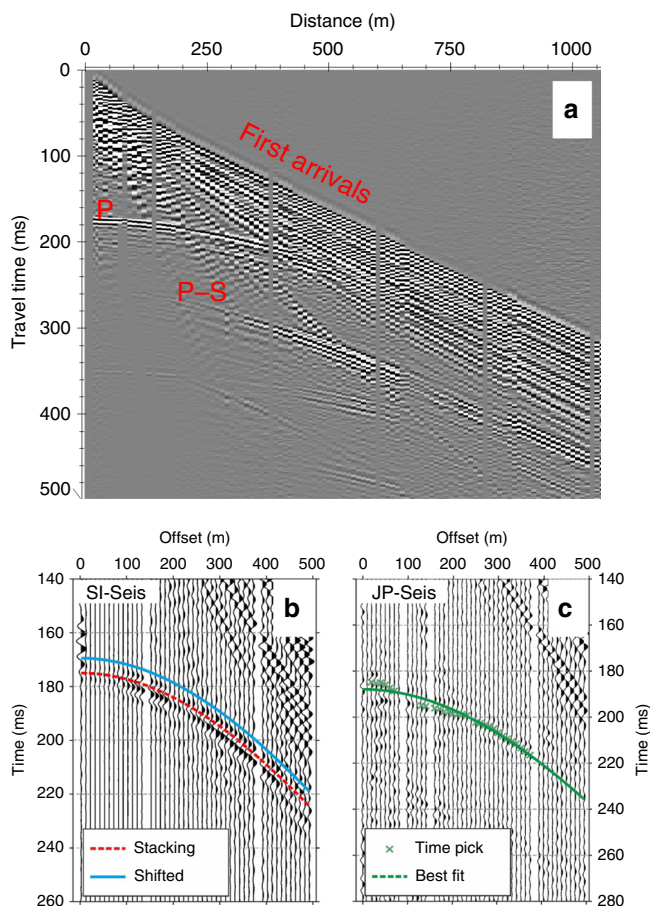 Distance (m)
0 250 500 750 1000
0
100
200
300
400
500
Travel time (ms)
a
First arrivals
P
P–S
Offset (m)
0 100 200 300 400 500
140
160
180
200
220
240
260
Time (ms)
SI-Seis
b
Stacking
Shifted
Offset (m)
0 100 200 300 400 500
JP-Seis
c
140
160
180
200
220
240
260
280
Time (ms)
Time pick
Best fit